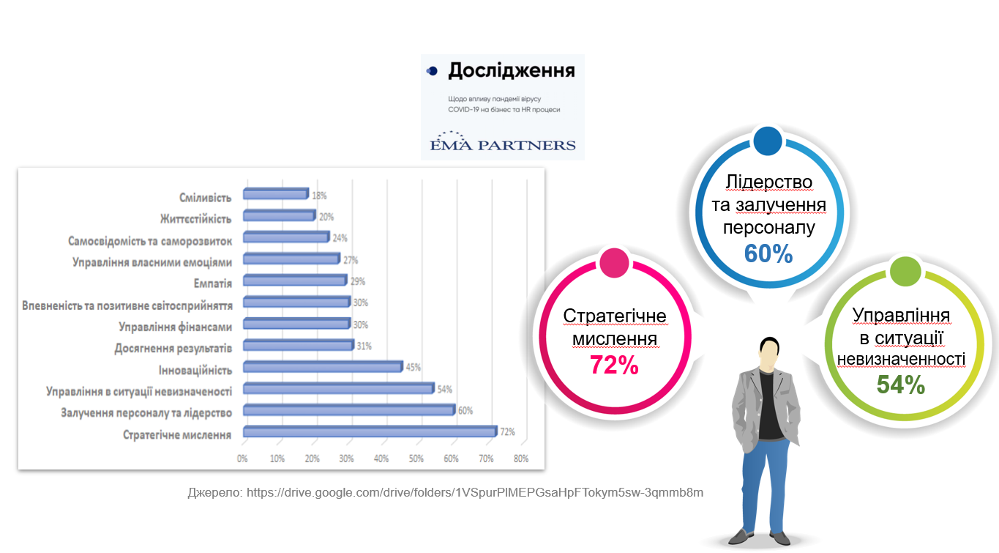 Дослідження
Щодо впливу пандемії вірусу
COVID-19 на бізнес та HR процеси
EMA PARTNERS
Сміливість 18%
Життєстійкість 20%
Самосвідомість та саморозвиток 24%
Управління власними емоціями 27%
Емпатія 29%
Впевненість та позитивне світосприйняття 30%
Управління фінансами 30%
Досягнення результатів 31%
Інноваційність 45%
Управління в ситуації невизначеності 54%
Залучення персоналу та лідерство 60%
Стратегічне мислення 72%
0% 10% 20% 30% 40% 50% 60% 70% 80%
Стратегічне
мислення
72%
Лідерство
та залучення
персоналу
60%
Управління
в ситуації
невизначенності
54%
Джерело: https://drive.google.com/drive/folders/1VSpurPlMEPGsaHpFTokym5sw-3qmmb8m